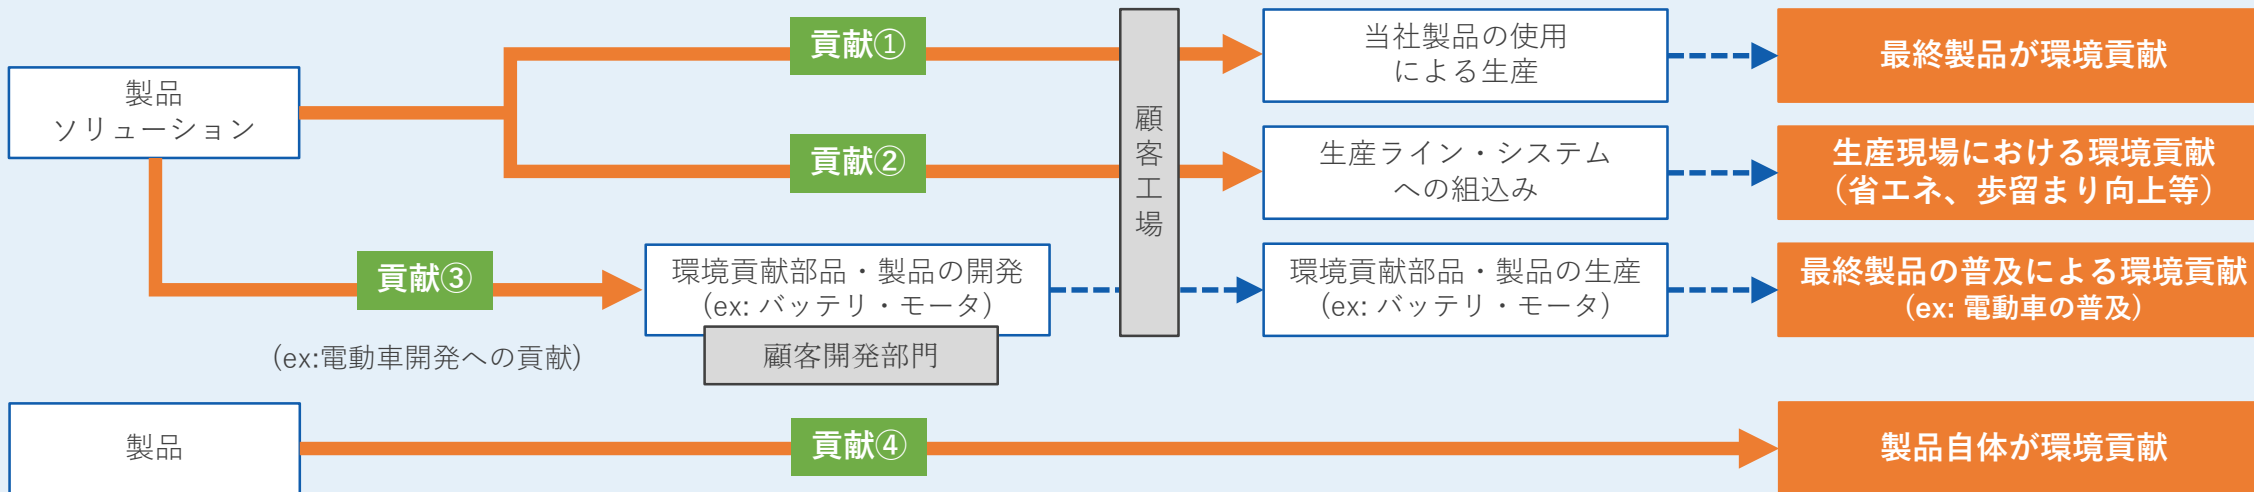 製品
ソリューション
貢献①
当社製品の使用
による生産
最終製品が環境貢献
貢献②
顧客工場
生産ライン・システム
への組込み
生産現場における環境貢献
（省エネ、歩留まり向上等）
貢献③
環境貢献部品・製品の開発
(ex: バッテリ・モータ)
環境貢献部品・製品の生産
(ex: バッテリ・モータ)
最終製品の普及による環境貢献
(ex: 電動車の普及)
(ex:電動車開発への貢献)
顧客開発部門
製品
貢献④
製品自体が環境貢献